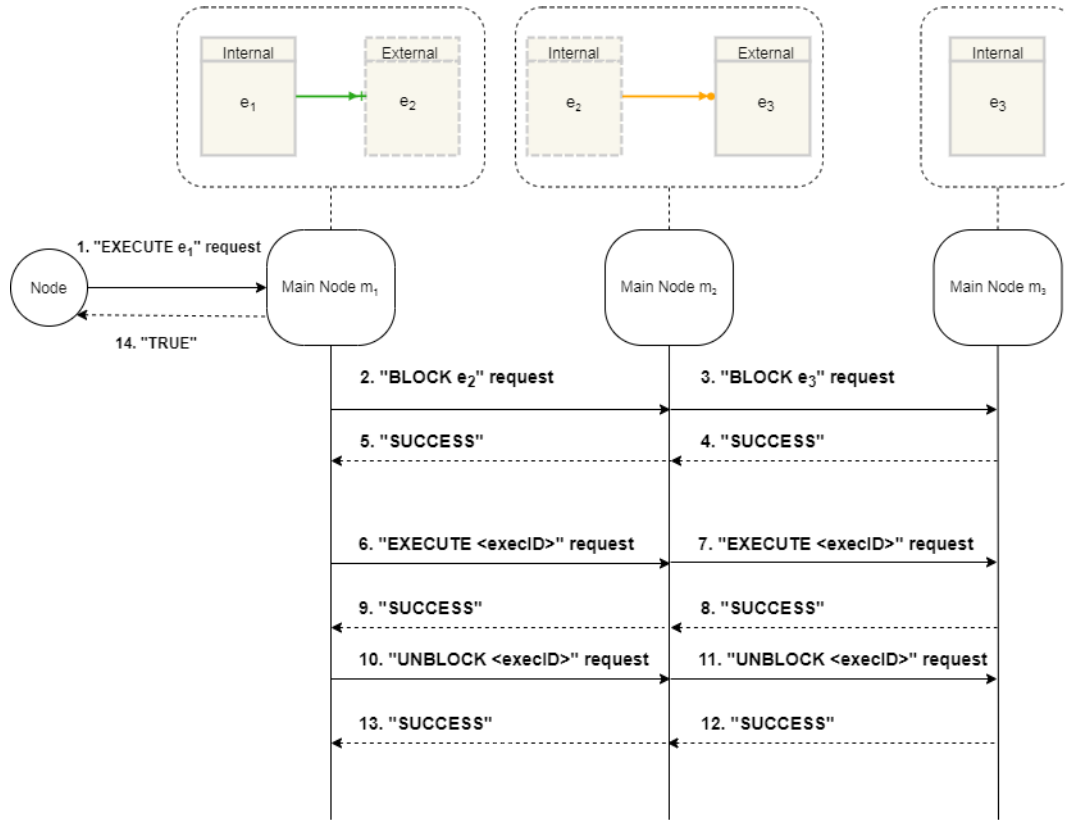 Internal
External
Internal
External
Internal
e1
e2
e2
e3
e3
1. "EXECUTE e1" request
Node
Main Node m1
Main Node m2
Main Node m3
14. "TRUE"
2. "BLOCK e2" request
3. "BLOCK e3" request
5. "SUCCESS"
4. "SUCCESS"
6. "EXECUTE <execID>" request
7. "EXECUTE <execID>" request
9. "SUCCESS"
8. "SUCCESS"
10. "UNBLOCK <execID>" request
11. "UNBLOCK <execID>" request
13. "SUCCESS"
12. "SUCCESS"